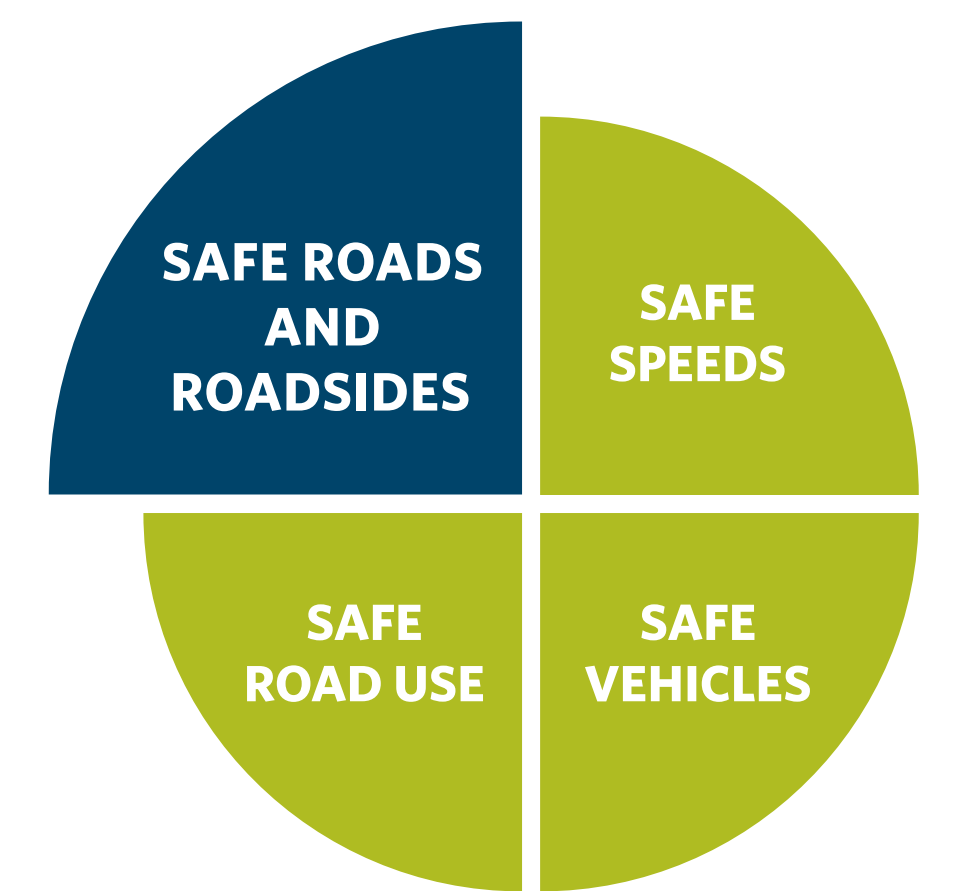 SAFE ROADS
AND
ROADSIDES
SAFE
SPEEDS
SAFE
ROAD USE
SAFE
VEHICLES